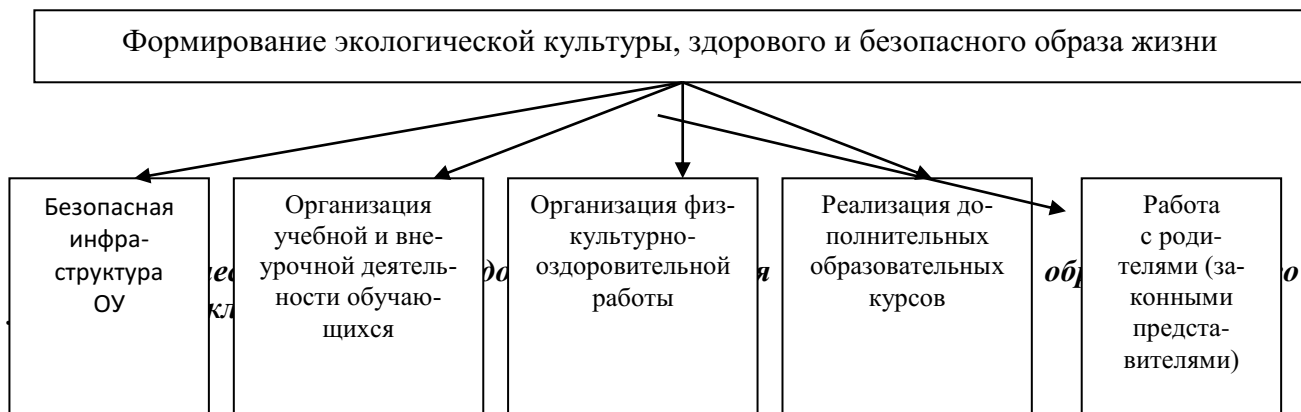 Формирование экологической культуры, здорового и безопасного образа жизни
Безопасная
инфра-
структура
ОУ
Организация
учебной и вне-
урочной деятель-
ности обучаю-
щихся
Организация физ-
культурно-
оздоровительной
работы
Реализация до-
полнительных
образовательных
курсов
Работа
с роди-
телями (за-
конными
предста-
вителями)